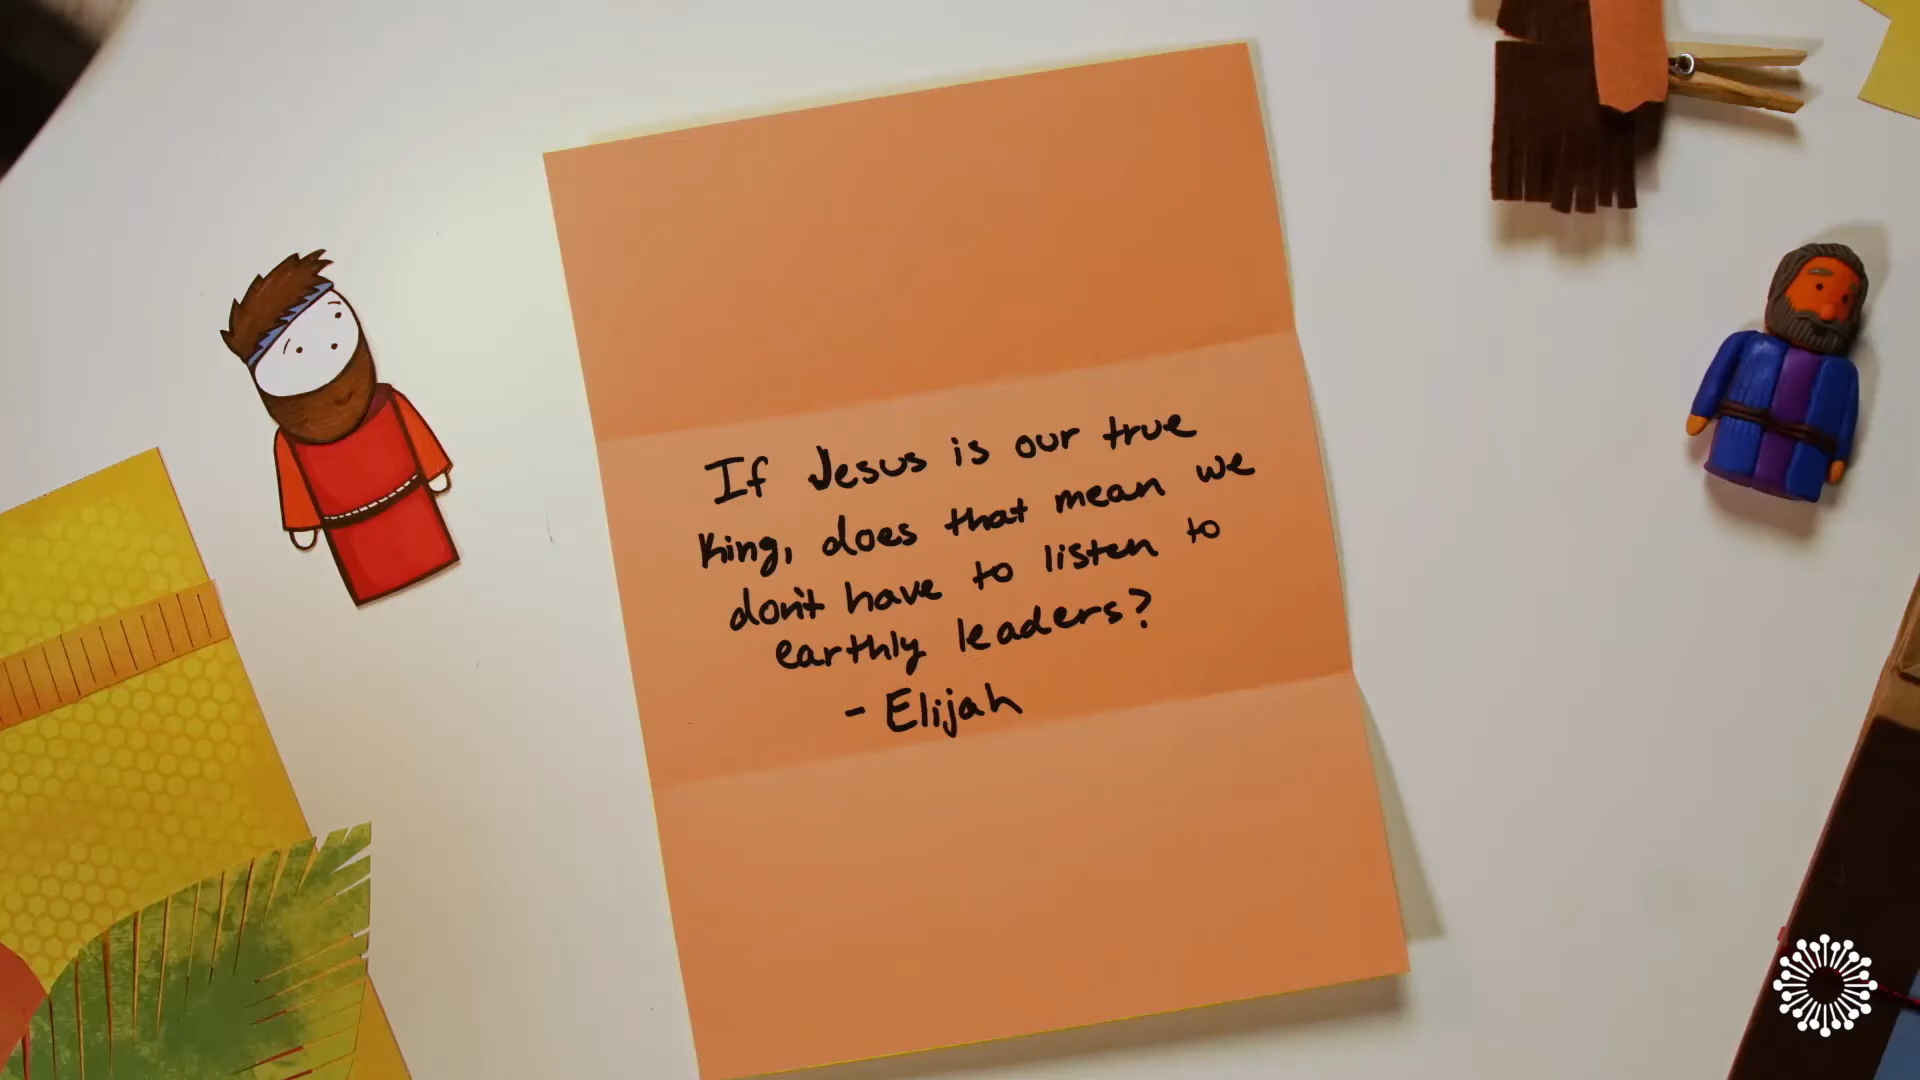 If Jesus is our true
King, does that mean we
don't have to listen to
earthly leaders?
- Elijah